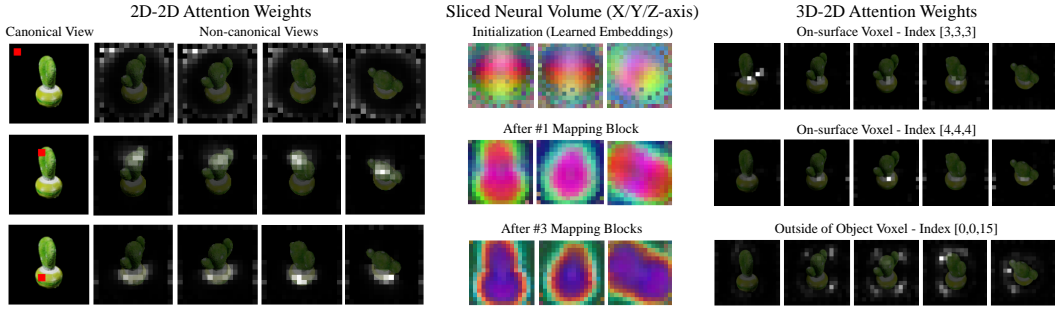 2D-2D Attention Weights
Canonical View
Non-canonical Views
Sliced Neural Volume (X/Y/Z-axis)
Initialization (Learned Embeddings)
After #1 Mapping Block
After #3 Mapping Blocks
3D-2D Attention Weights
On-surface Voxel - Index [3,3,3]
On-surface Voxel - Index [4,4,4]
Outside of Object Voxel - Index [0,0,15]